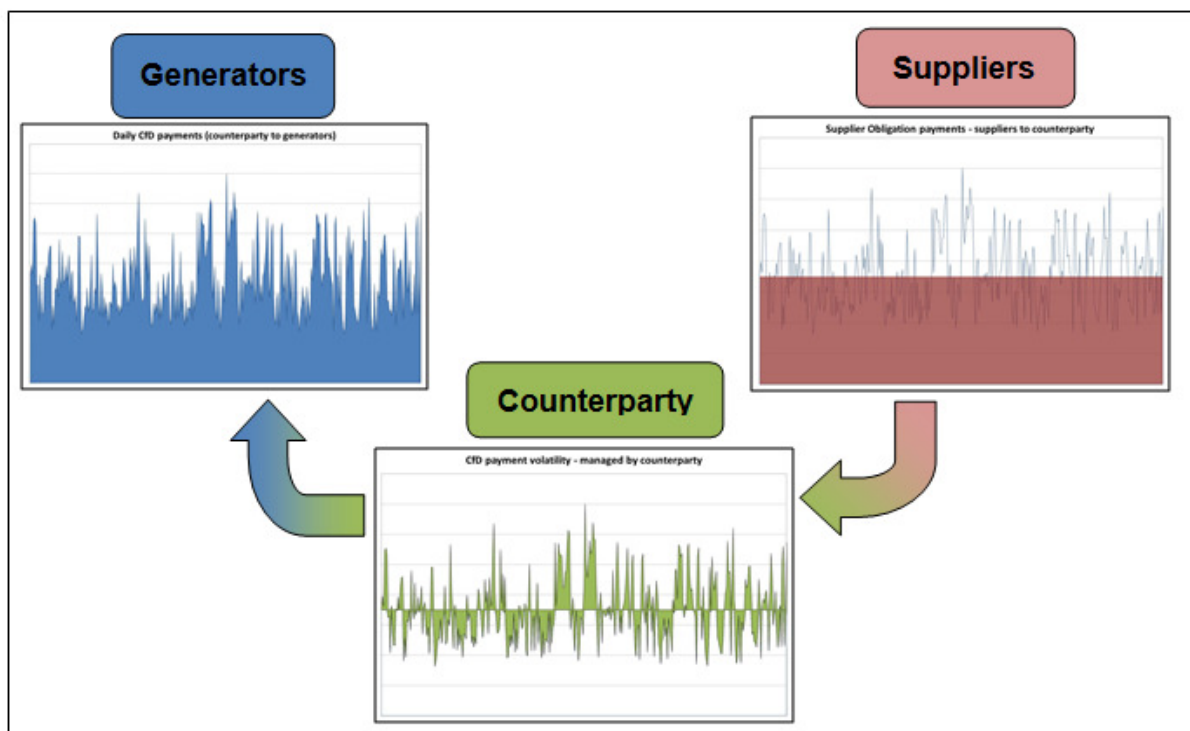 Generators
Suppliers
Daily CfD payments (counterparty to generators)
Supplier Obligation payments - suppliers to counterparty
Counterparty
CfD payment volatility - managed by counterparty